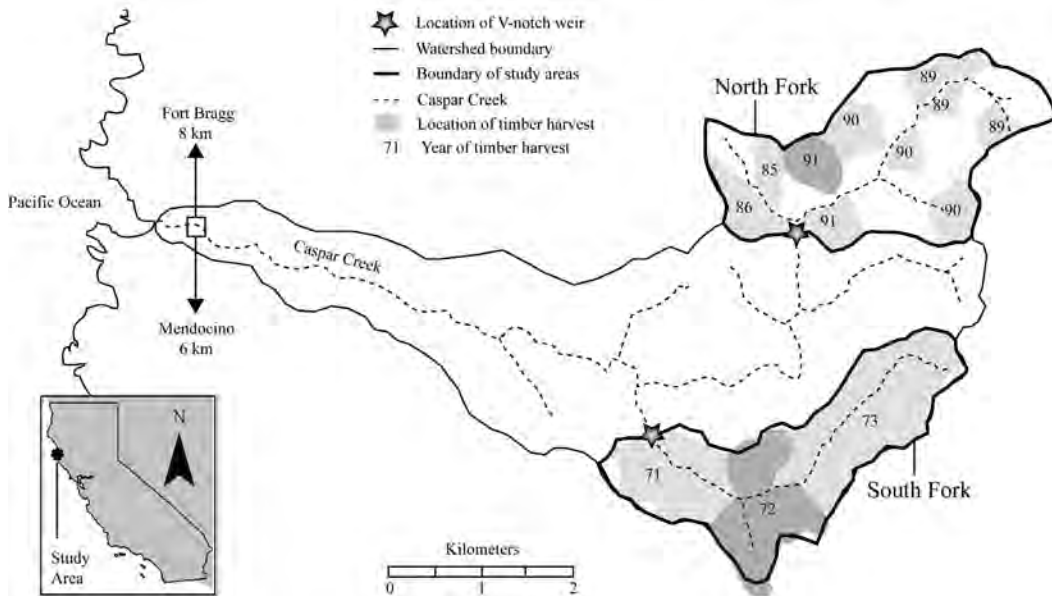 Location of V-notch weir
Watershed boundary
Boundary of study areas
Caspar Creek
Location of timber harvest
71 Year of timber harvest
North Fork
89
89
89
90
90
90
91
91
85
86
Fort Bragg
8 km
Pacific Ocean
Caspar Creek
Mendocino
6 km
73
71
72
South Fork
N
Study
Area
Kilometers
0 1 2